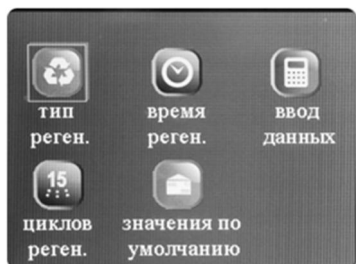 тип
реген.
время
реген.
ввод
данных
15
циклов
реген.
значения по
умолчанию